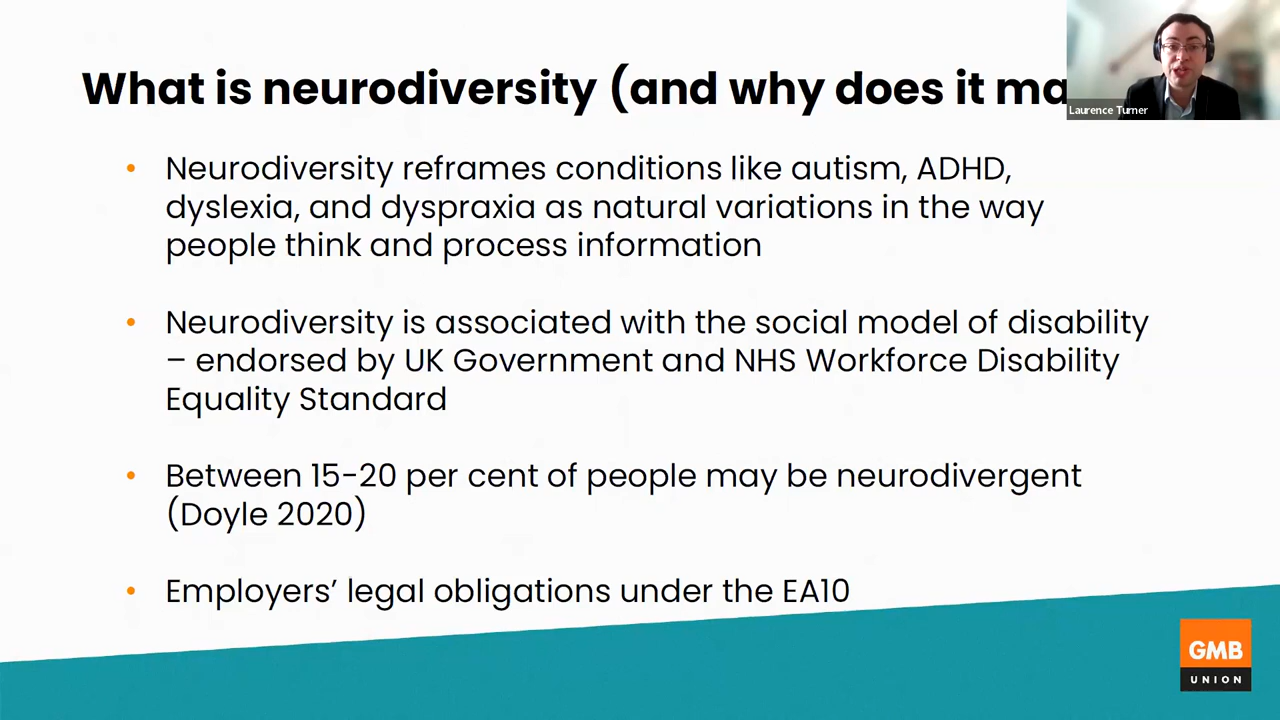 What is neurodiversity (and why does it ma
Laurence Turner
• Neurodiversity reframes conditions like autism, ADHD,
dyslexia, and dyspraxia as natural variations in the way
people think and process information
• Neurodiversity is associated with the social model of disability
– endorsed by UK Government and NHS Workforce Disability
Equality Standard
• Between 15-20 per cent of people may be neurodivergent
(Doyle 2020)
• Employers’ legal obligations under the EA10
GMB
UNION